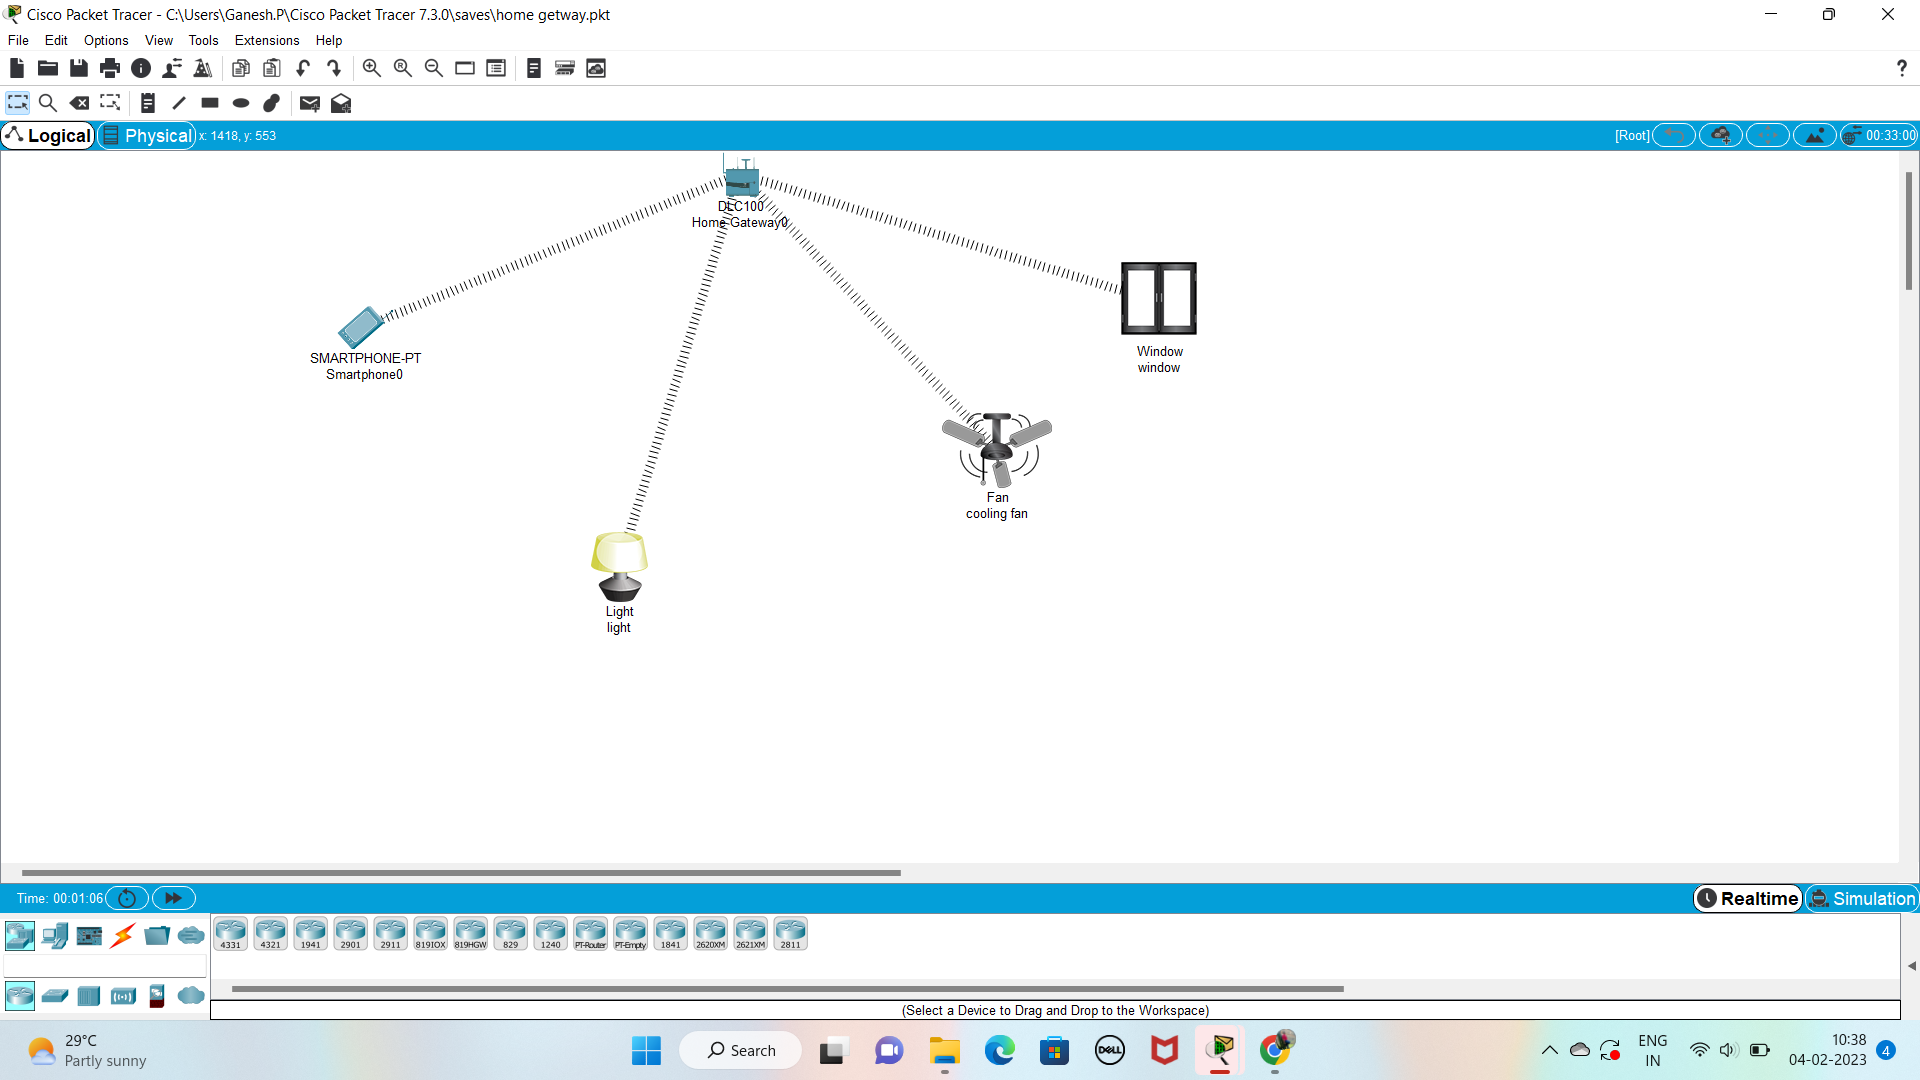 Cisco Packet Tracer - C:\Users\Ganesh.P\Cisco Packet Tracer 7.3.0\saves\home getway.pkt
File Edit Options View Tools Extensions Help
Logical Physical x: 1418, y: 553 [Root] 00:33:00
DLC100
Home Gateway0
Window
window
SMARTPHONE-PT
Smartphone0
Fan
cooling fan
Light
light
Time: 00:01:06 Realtime Simulation
4331 4321 1941 2901 2911 819IOX 819HGW 829 1240 PT-Router PT-Empty 1841 2620XM 2621XM 2811
(Select a Device to Drag and Drop to the Workspace)
29°C
Partly sunny
Search
DELL
ENG
IN
10:38
04-02-2023
4